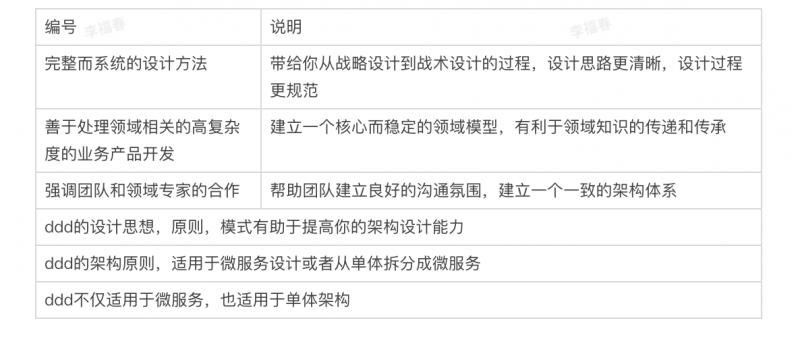 编号 说明
李福春 李福春
完整而系统的设计方法 带给你从战略设计到战术设计的过程，设计思路更清晰，设计过程
更规范
善于处理领域相关的高复杂 建立一个核心而稳定的领域模型，有利于领域知识的传递和传承
度的业务产品开发
强调团队和领域专家的合作 帮助团队建立良好的沟通氛围，建立一个一致的架构体系
ddd的设计思想，原则，模式有助于提高你的架构设计能力
ddd的架构原则，适用于微服务设计或者从单体拆分成微服务
ddd不仅适用于微服务，也适用于单体架构